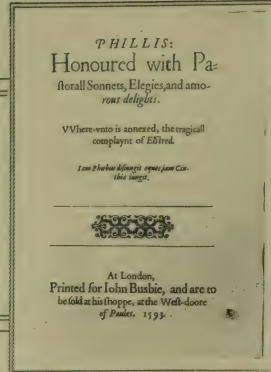 PHILLIS:
Honoured with Pa=
ſtorall Sonnets, Elegies, and amo-
rous delights.
VVhere-vnto is annexed, the tragicall
complaynt of Elſtred.
Iam Phœbus diſiungit equos, iam Cin-
thia iungit.
At London,
Printed for Iohn Busbie, and are to
be ſold at his ſhoppe, at the Weſt-doore
of Paules. 1593.